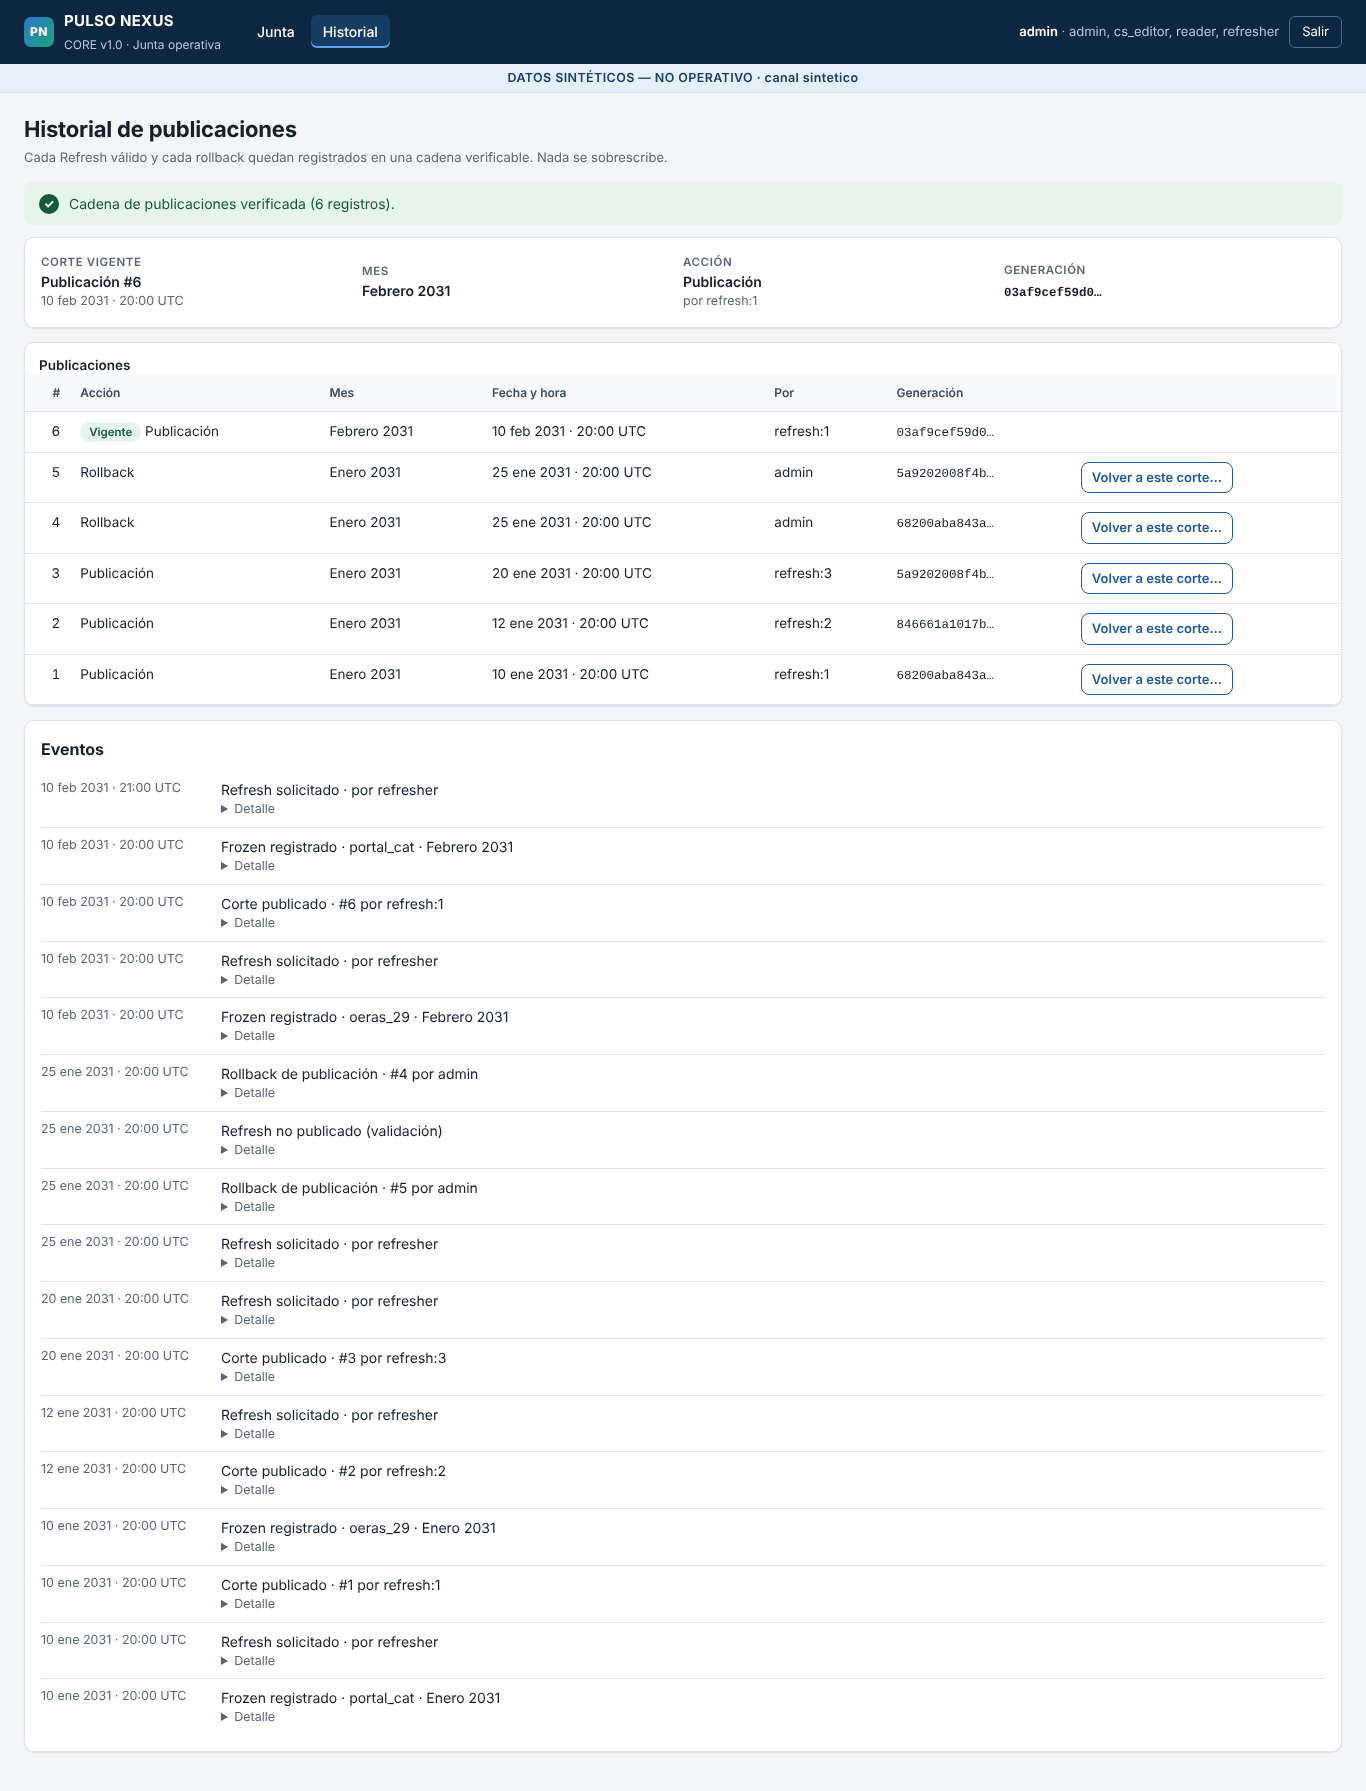 PN
PULSO NEXUS
CORE v1.0 · Junta operativa
Junta
Historial
admin · admin, cs_editor, reader, refresher
Salir
DATOS SINTÉTICOS — NO OPERATIVO · canal sintetico
Historial de publicaciones
Cada Refresh válido y cada rollback quedan registrados en una cadena verificable. Nada se sobrescribe.
Cadena de publicaciones verificada (6 registros).
CORTE VIGENTE
Publicación #6
10 feb 2031 · 20:00 UTC
MES
Febrero 2031
ACCIÓN
Publicación
por refresh:1
GENERACIÓN
03af9cef59d0…
Publicaciones
# Acción Mes Fecha y hora Por Generación
6 Vigente Publicación Febrero 2031 10 feb 2031 · 20:00 UTC refresh:1 03af9cef59d0…
5 Rollback Enero 2031 25 ene 2031 · 20:00 UTC admin 5a9202008f4b… Volver a este corte…
4 Rollback Enero 2031 25 ene 2031 · 20:00 UTC admin 68200aba843a… Volver a este corte…
3 Publicación Enero 2031 20 ene 2031 · 20:00 UTC refresh:3 5a9202008f4b… Volver a este corte…
2 Publicación Enero 2031 12 ene 2031 · 20:00 UTC refresh:2 846661a1017b… Volver a este corte…
1 Publicación Enero 2031 10 ene 2031 · 20:00 UTC refresh:1 68200aba843a… Volver a este corte…
Eventos
10 feb 2031 · 21:00 UTC Refresh solicitado · por refresher
▶ Detalle
10 feb 2031 · 20:00 UTC Frozen registrado · portal_cat · Febrero 2031
▶ Detalle
10 feb 2031 · 20:00 UTC Corte publicado · #6 por refresh:1
▶ Detalle
10 feb 2031 · 20:00 UTC Refresh solicitado · por refresher
▶ Detalle
10 feb 2031 · 20:00 UTC Frozen registrado · oeras_29 · Febrero 2031
▶ Detalle
25 ene 2031 · 20:00 UTC Rollback de publicación · #4 por admin
▶ Detalle
25 ene 2031 · 20:00 UTC Refresh no publicado (validación)
▶ Detalle
25 ene 2031 · 20:00 UTC Rollback de publicación · #5 por admin
▶ Detalle
25 ene 2031 · 20:00 UTC Refresh solicitado · por refresher
▶ Detalle
20 ene 2031 · 20:00 UTC Refresh solicitado · por refresher
▶ Detalle
20 ene 2031 · 20:00 UTC Corte publicado · #3 por refresh:3
▶ Detalle
12 ene 2031 · 20:00 UTC Refresh solicitado · por refresher
▶ Detalle
12 ene 2031 · 20:00 UTC Corte publicado · #2 por refresh:2
▶ Detalle
10 ene 2031 · 20:00 UTC Frozen registrado · oeras_29 · Enero 2031
▶ Detalle
10 ene 2031 · 20:00 UTC Corte publicado · #1 por refresh:1
▶ Detalle
10 ene 2031 · 20:00 UTC Refresh solicitado · por refresher
▶ Detalle
10 ene 2031 · 20:00 UTC Frozen registrado · portal_cat · Enero 2031
▶ Detalle